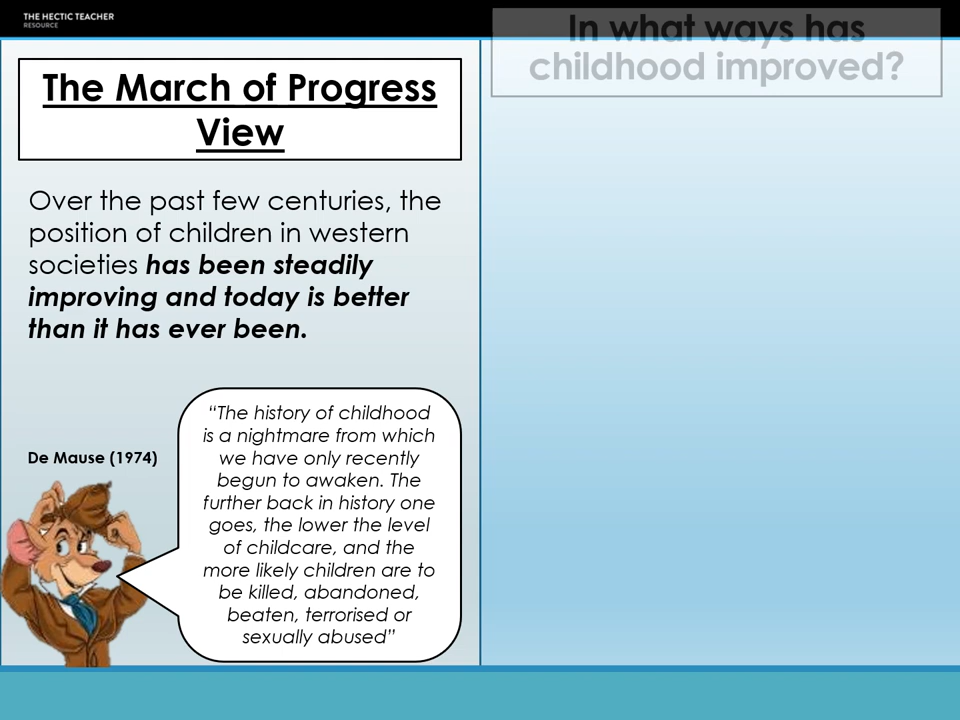 THE HECTIC TEACHER
RESOURCE
The March of Progress
View
Over the past few centuries, the
position of children in western
societies has been steadily
improving and today is better
than it has ever been.
De Mause (1974)
“The history of childhood
is a nightmare from which
we have only recently
begun to awaken. The
further back in history one
goes, the lower the level
of childcare, and the
more likely children are to
be killed, abandoned,
beaten, terrorised or
sexually abused”
In what ways has
childhood improved?